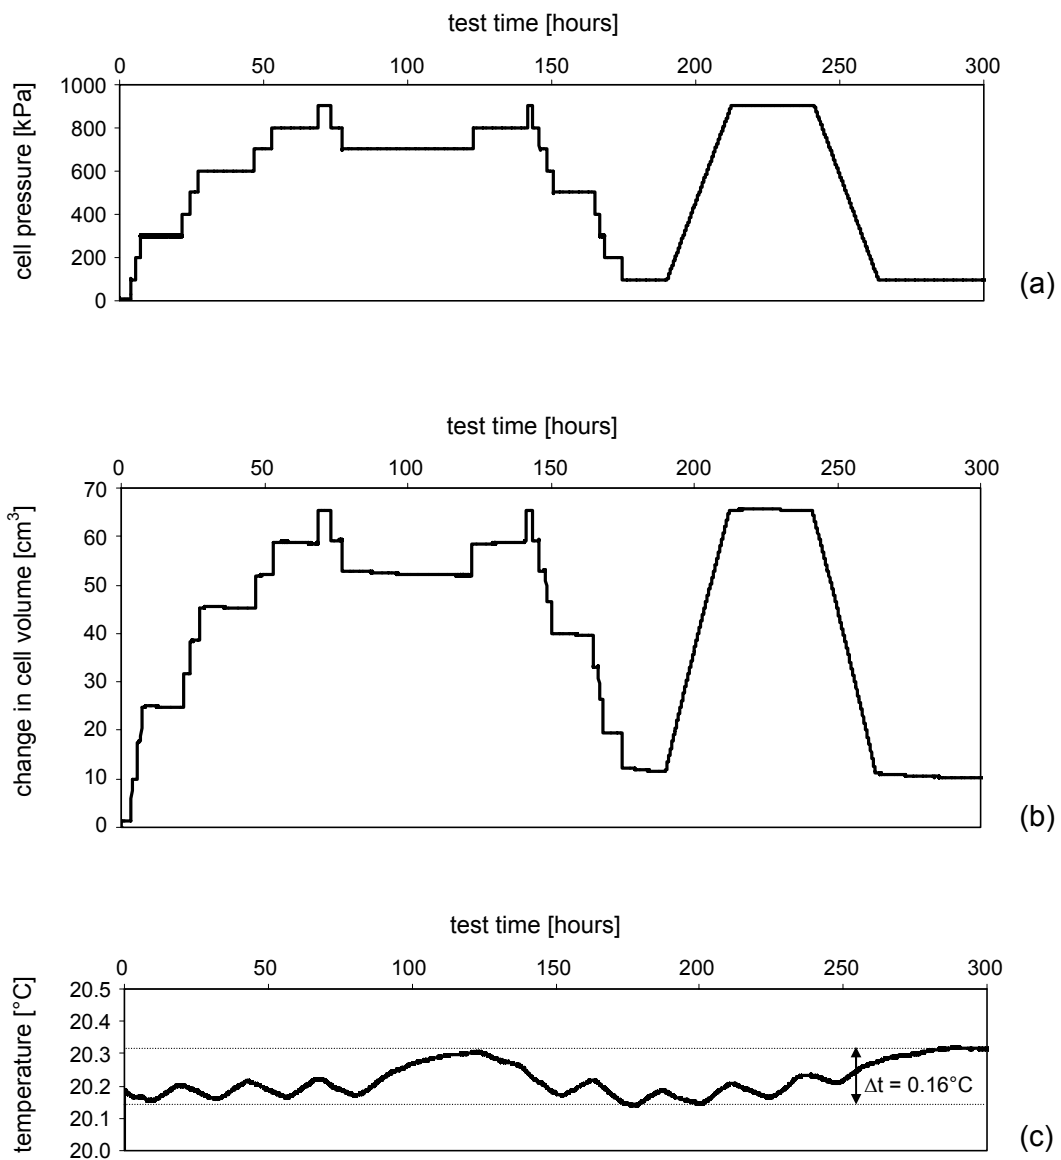 test time [hours]
0 50 100 150 200 250 300
1000
800
600
400
200
0
cell pressure [kPa]
(a)
test time [hours]
0 50 100 150 200 250 300
70
60
50
40
30
20
10
0
change in cell volume [cm³]
(b)
test time [hours]
0 50 100 150 200 250 300
20.5
20.4
20.3
20.2
20.1
20.0
temperature [°C]
Δt = 0.16°C
(c)